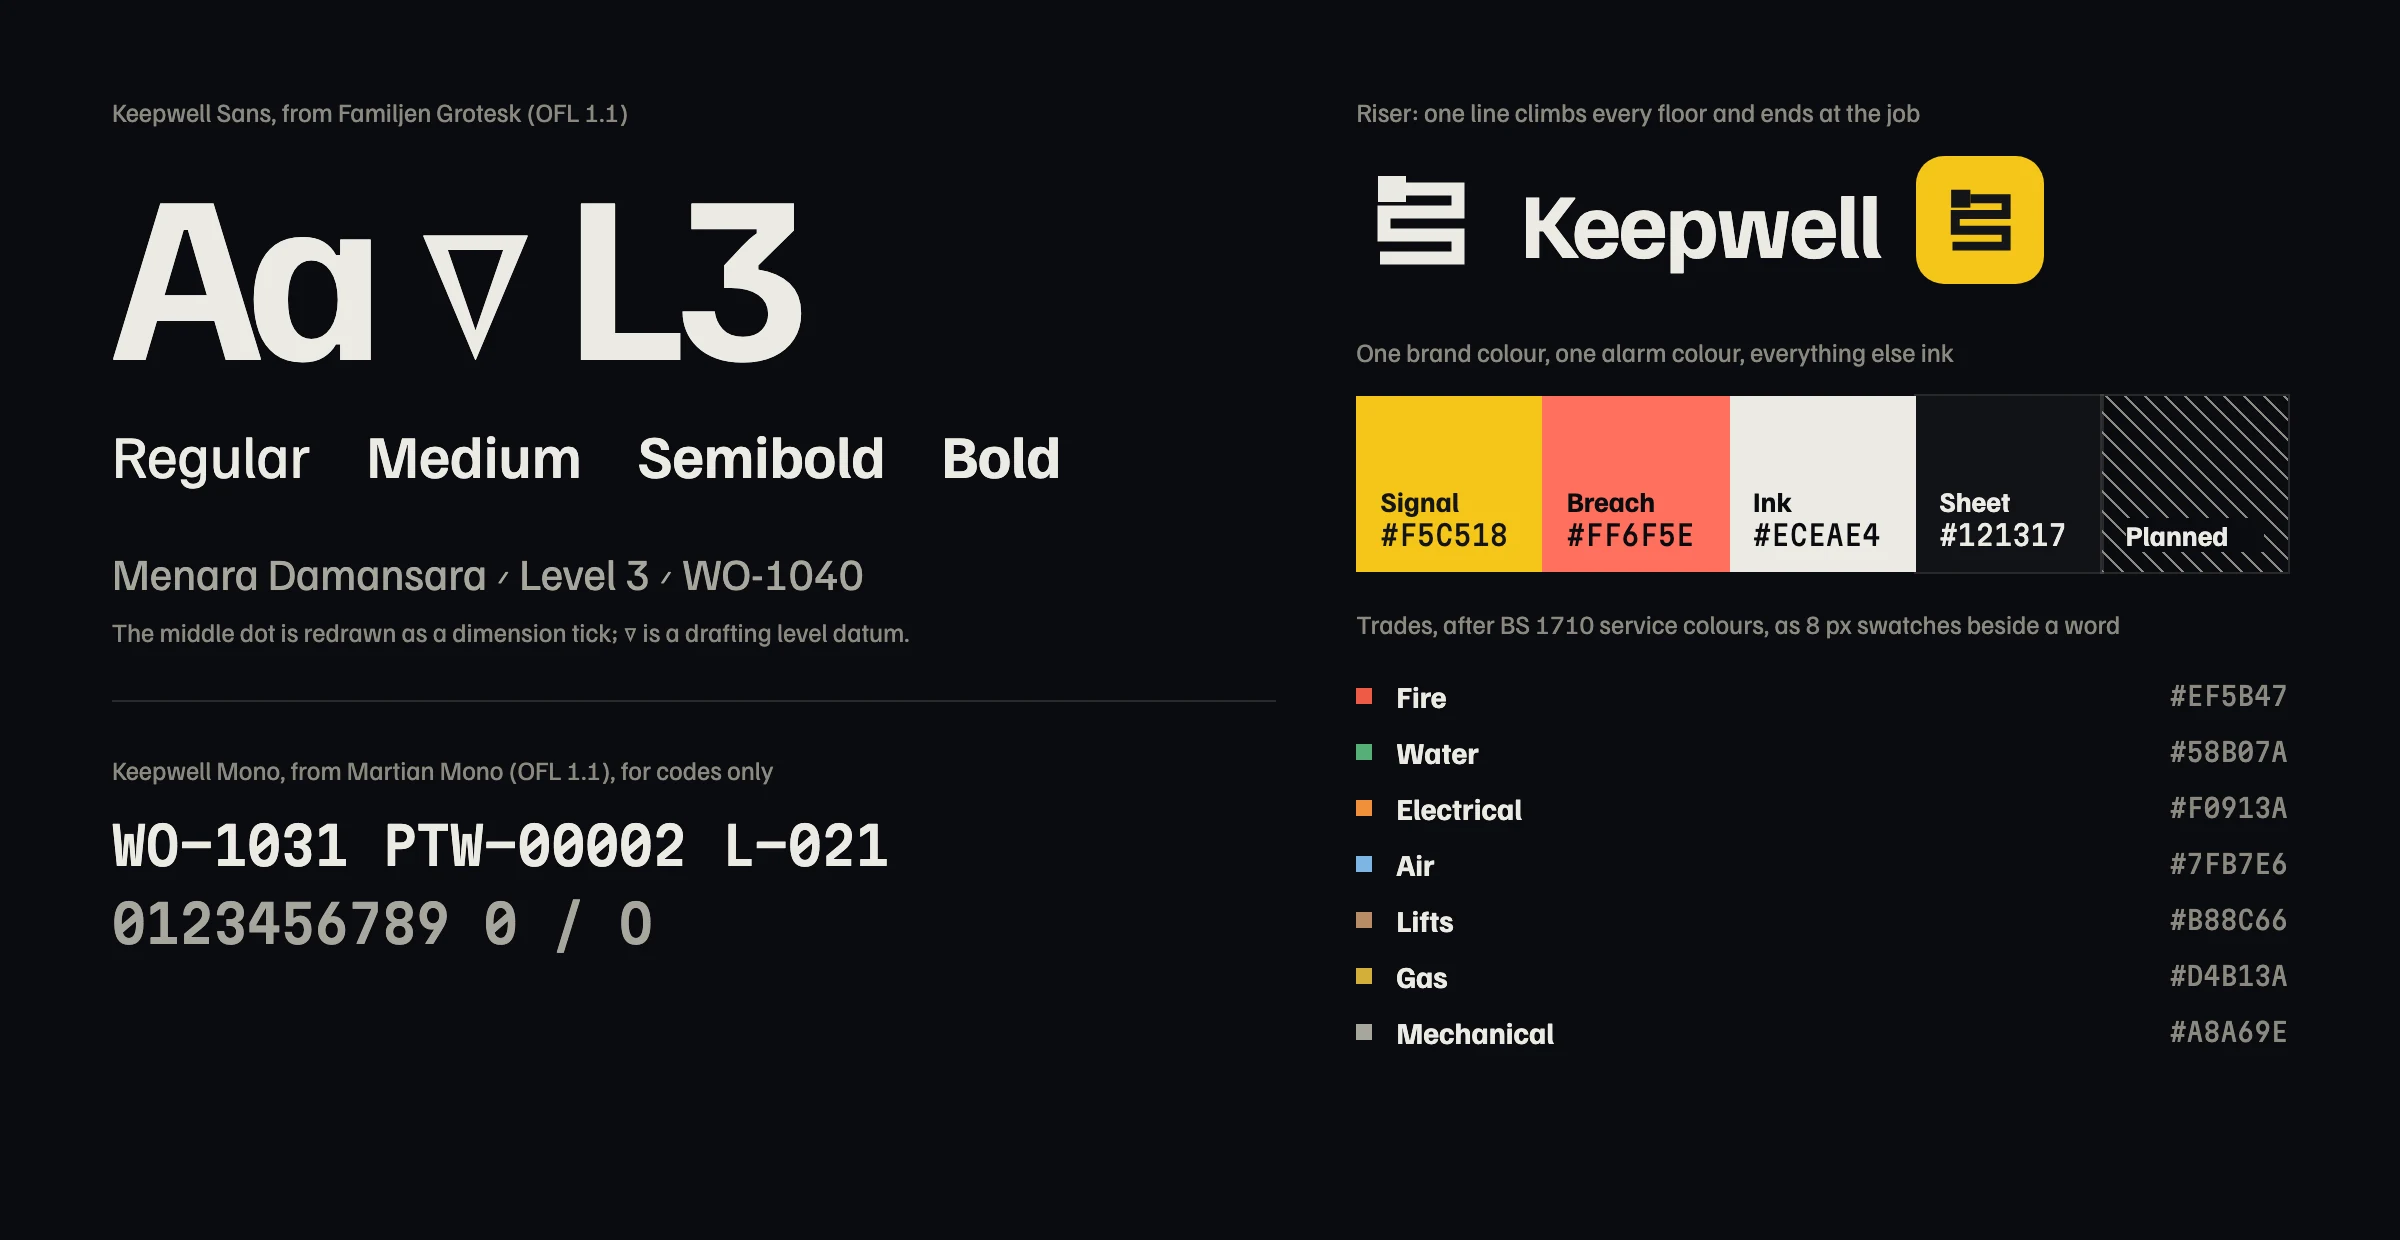 Keepwell Sans, from Familjen Grotesk (OFL 1.1)
Aa ▽ L3
Regular Medium Semibold Bold
Menara Damansara ⸍ Level 3 ⸍ WO-1040
The middle dot is redrawn as a dimension tick; ▽ is a drafting level datum.
Keepwell Mono, from Martian Mono (OFL 1.1), for codes only
WO-1031 PTW-00002 L-021
0123456789 0 / O
Riser: one line climbs every floor and ends at the job
Keepwell
One brand colour, one alarm colour, everything else ink
Signal
#F5C518
Breach
#FF6F5E
Ink
#ECEAE4
Sheet
#121317
Planned
Trades, after BS 1710 service colours, as 8 px swatches beside a word
Fire #EF5B47
Water #58B07A
Electrical #F0913A
Air #7FB7E6
Lifts #B88C66
Gas #D4B13A
Mechanical #A8A69E